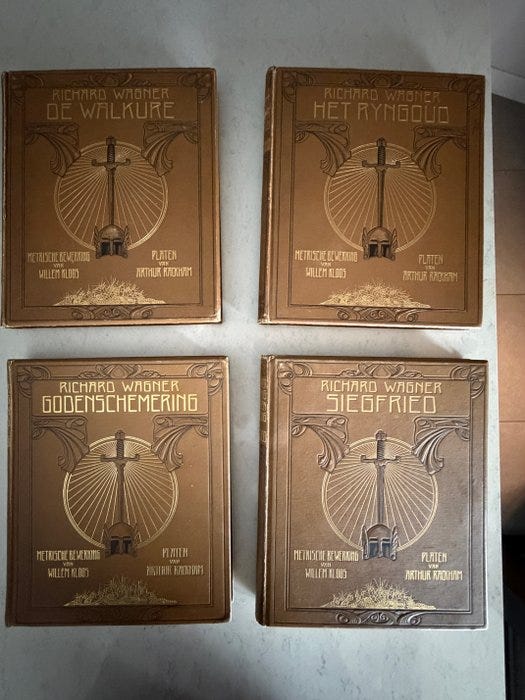 RICHARD WAGNER
DE WALKURE
METRISCHE BEWERKING
VAN
WILLEM KLOOS
PLATEN
VAN
ARTHUR RACKHAM
RICHARD WAGNER
HET RYNGOUD
METRISCHE BEWERKING
VAN
WILLEM KLOOS
PLATEN
VAN
ARTHUR RACKHAM
RICHARD WAGNER
GODENSCHEMERING
METRISCHE BEWERKING
VAN
WILLEM KLOOS
PLATEN
VAN
ARTHUR RACKHAM
RICHARD WAGNER
SIEGFRIED
METRISCHE BEWERKING
VAN
WILLEM KLOOS
PLATEN
VAN
ARTHUR RACKHAM